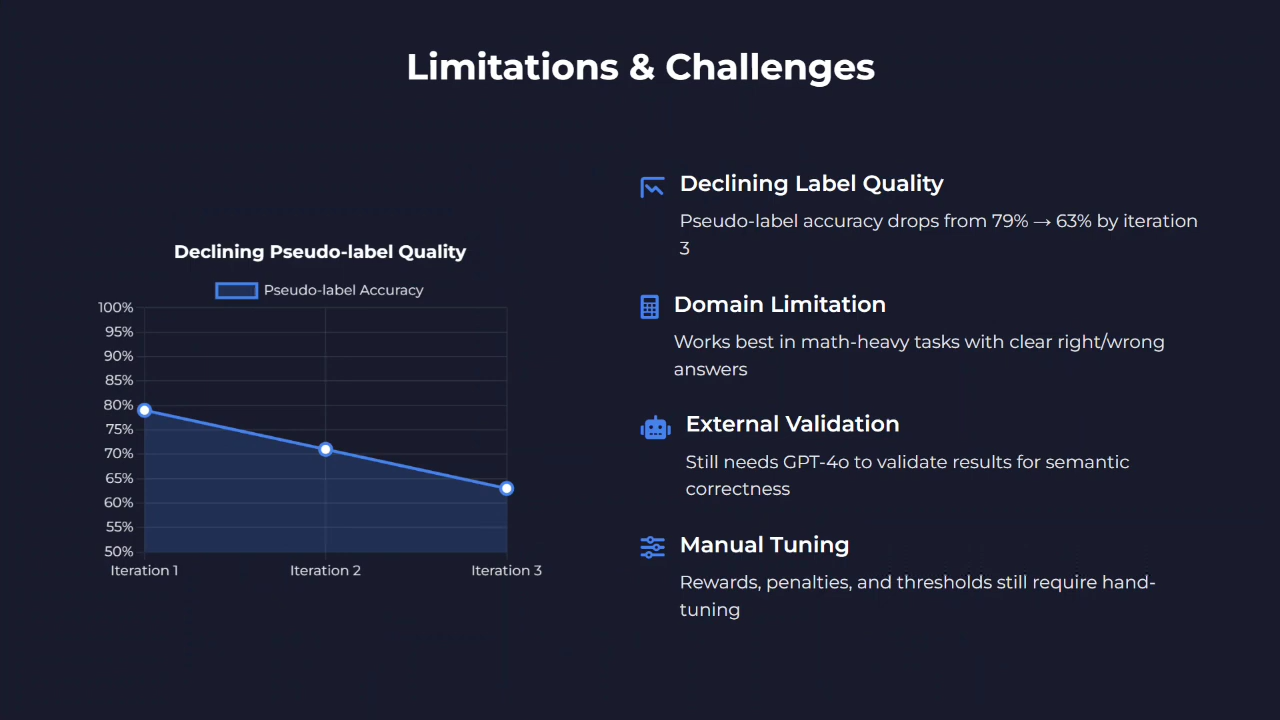 Limitations & Challenges
Declining Pseudo-label Quality
Pseudo-label Accuracy
100%
95%
90%
85%
80%
75%
70%
65%
60%
55%
50%
Iteration 1
Iteration 2
Iteration 3
Declining Label Quality
Pseudo-label accuracy drops from 79% → 63% by iteration
3
Domain Limitation
Works best in math-heavy tasks with clear right/wrong
answers
External Validation
Still needs GPT-4o to validate results for semantic
correctness
Manual Tuning
Rewards, penalties, and thresholds still require hand-
tuning